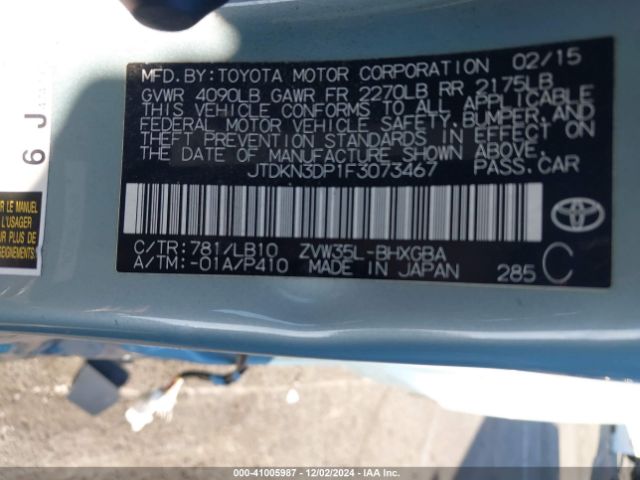 MFD. BY: TOYOTA MOTOR CORPORATION 02/15
GVWR 4090LB GAWR FR 2270LB RR 2175LB
THIS VEHICLE CONFORMS TO ALL APPLICABLE
FEDERAL MOTOR VEHICLE SAFETY, BUMPER, AND
THEFT PREVENTION STANDARDS IN EFFECT ON
THE DATE OF MANUFACTURE SHOWN ABOVE.
JTDKN3DP1F3073467 PASS. CAR
C/TR: 781/LB10 ZVW35L-BHXGBA
A/TM: -01A/P410 MADE IN JAPAN 285 C
TOYOTA
6 J
000-41005987 - 12/02/2024 - IAAI, Inc.